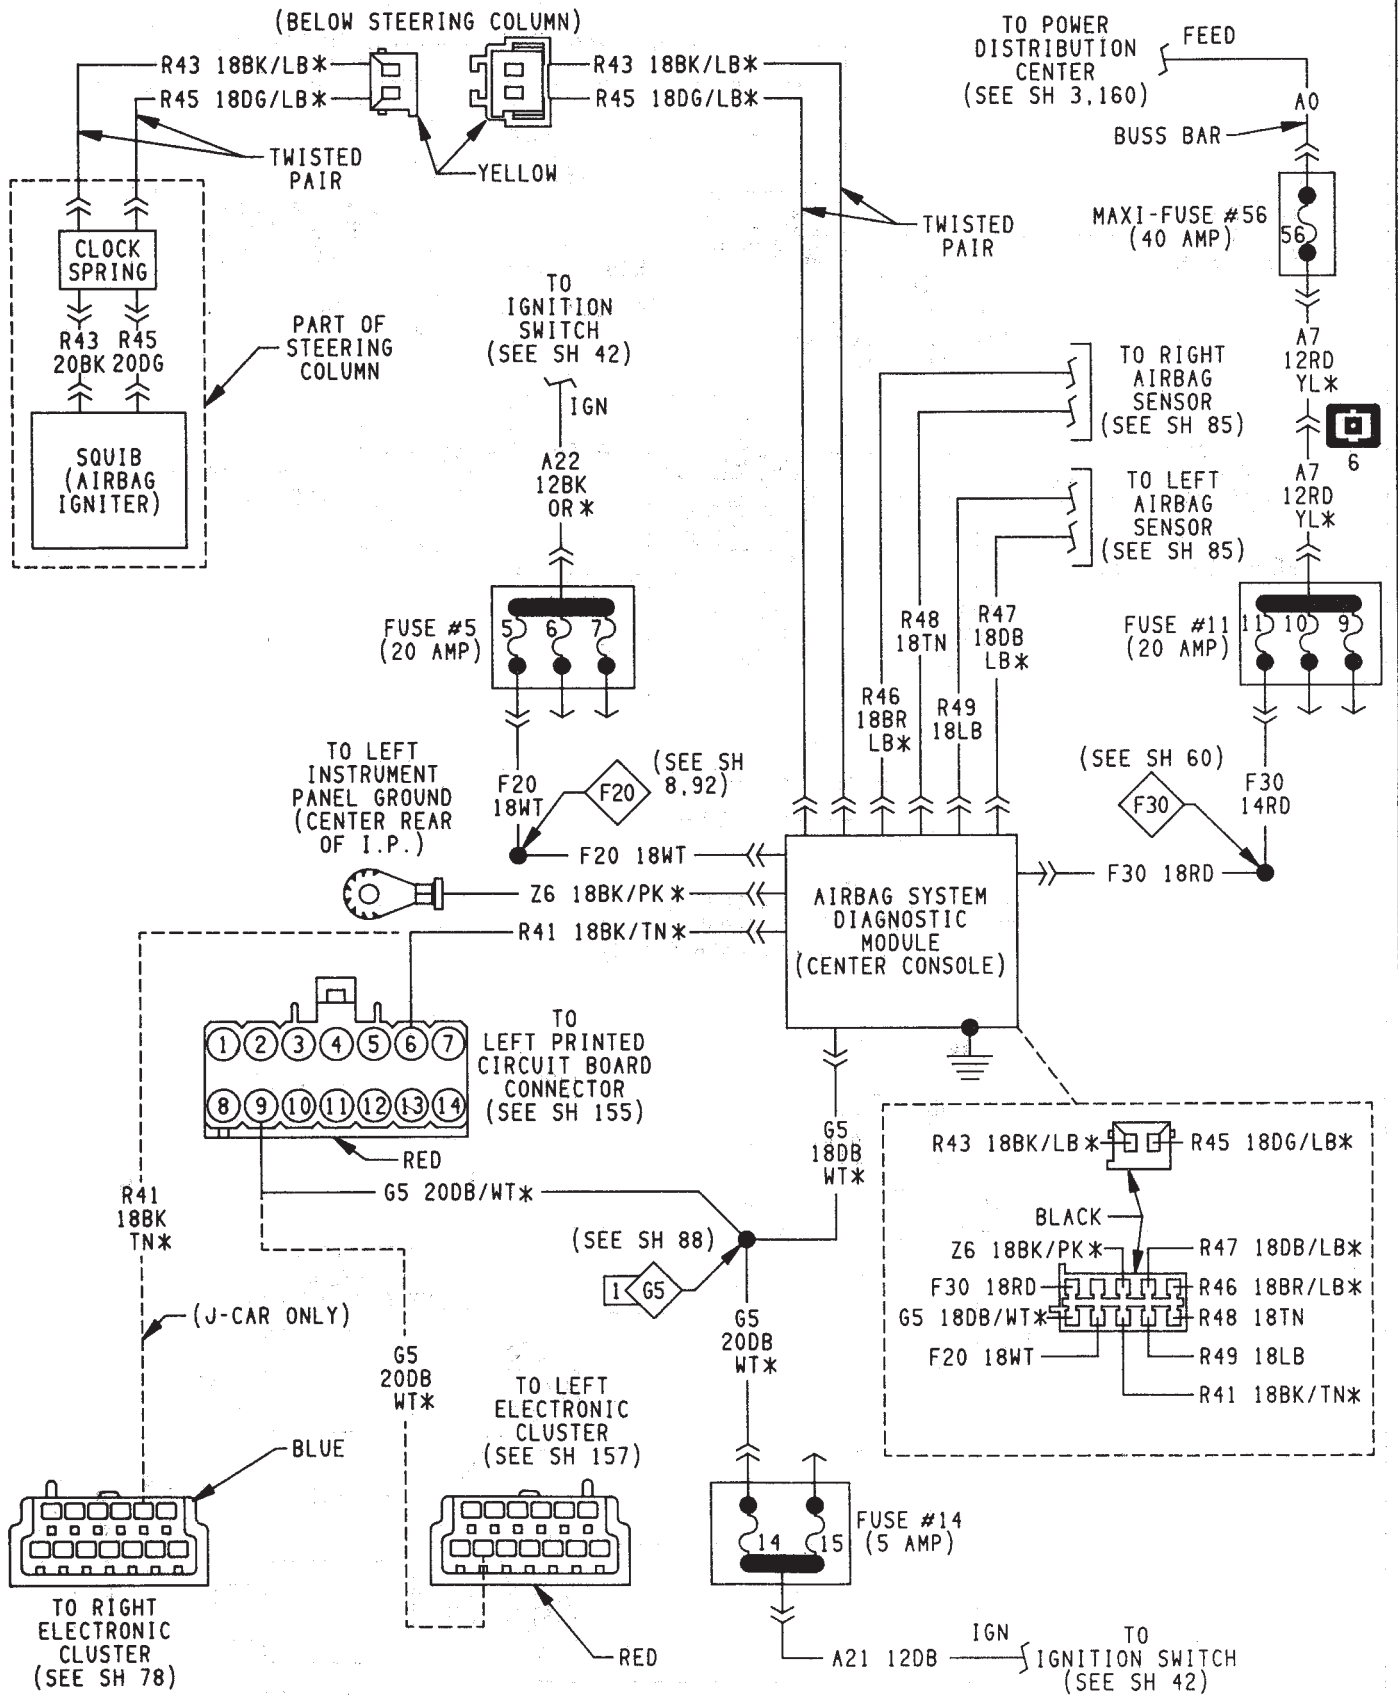 (BELOW STEERING COLUMN)
R43 18BK/LB*
R45 18DG/LB*
R43 18BK/LB*
R45 18DG/LB*
TO POWER
DISTRIBUTION
CENTER
(SEE SH 3,160)
FEED
A0
BUSS BAR
TWISTED
PAIR
YELLOW
MAXI-FUSE #56
(40 AMP)
56
TWISTED
PAIR
CLOCK
SPRING
R43
20BK
R45
20DG
PART OF
STEERING
COLUMN
SQUIB
(AIRBAG
IGNITER)
TO
IGNITION
SWITCH
(SEE SH 42)
IGN
A22
12BK
OR*
A7
12RD
YL*
6
A7
12RD
YL*
TO RIGHT
AIRBAG
SENSOR
(SEE SH 85)
TO LEFT
AIRBAG
SENSOR
(SEE SH 85)
FUSE #5
(20 AMP)
5
6
7
R48
18TN
R47
18DB
LB*
R46
18BR
LB*
R49
18LB
FUSE #11
(20 AMP)
11
10
9
TO LEFT
INSTRUMENT
PANEL GROUND
(CENTER REAR
OF I.P.)
F20
18WT
F20
(SEE SH
8,92)
(SEE SH 60)
F30
F30
14RD
F20 18WT
Z6 18BK/PK*
R41 18BK/TN*
AIRBAG SYSTEM
DIAGNOSTIC
MODULE
(CENTER CONSOLE)
F30 18RD
1 2 3 4 5 6 7
8 9 10 11 12 13 14
TO
LEFT PRINTED
CIRCUIT BOARD
CONNECTOR
(SEE SH 155)
RED
G5
18DB
WT*
G5 20DB/WT*
R41
18BK
TN*
(SEE SH 88)
I
G5
(J-CAR ONLY)
G5
20DB
WT*
G5
20DB
WT*
R43 18BK/LB*
R45 18DG/LB*
BLACK
Z6 18BK/PK*
R47 18DB/LB*
F30 18RD
R46 18BR/LB*
G5 18DB/WT*
R48 18TN
F20 18WT
R49 18LB
R41 18BK/TN*
BLUE
TO LEFT
ELECTRONIC
CLUSTER
(SEE SH 157)
14
15
FUSE #14
(5 AMP)
TO RIGHT
ELECTRONIC
CLUSTER
(SEE SH 78)
RED
A21 12DB
IGN
TO
IGNITION SWITCH
(SEE SH 42)